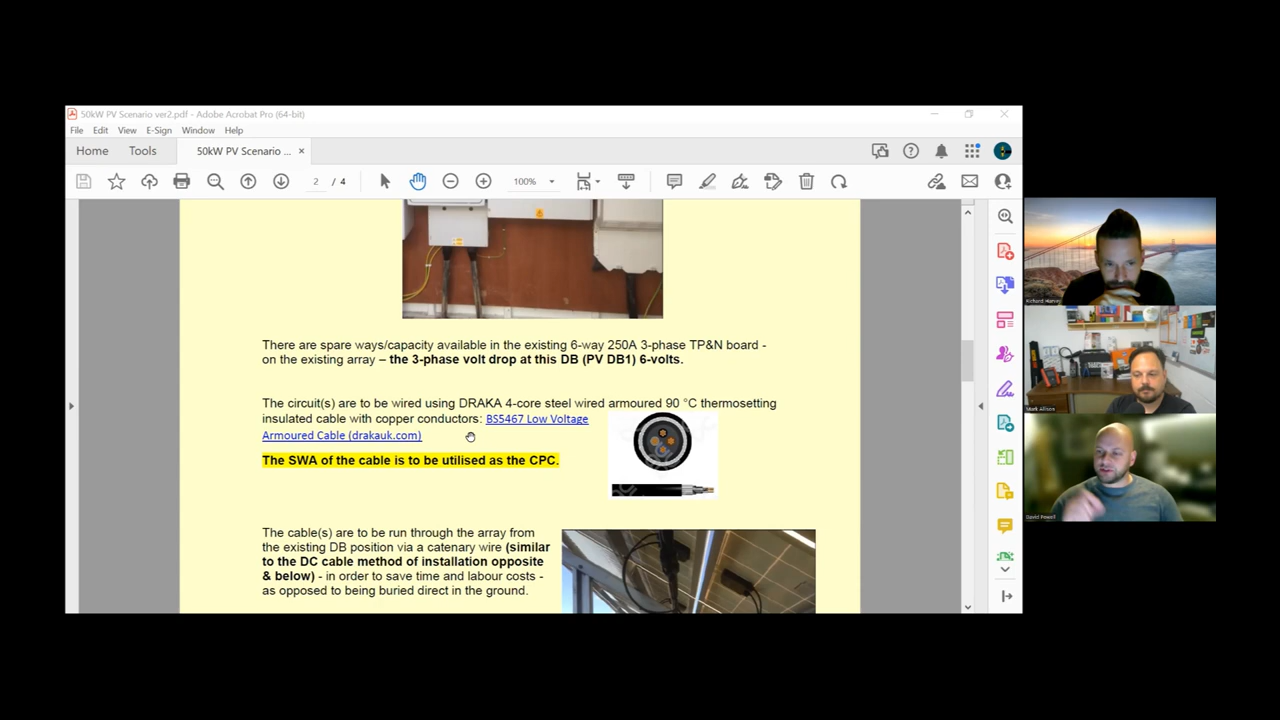 50kW PV Scenario ver2.pdf - Adobe Acrobat Pro (64-bit)
File Edit View E-Sign Window Help
Home Tools 50kW PV Scenario ... ×
2 / 4 100%
There are spare ways/capacity available in the existing 6-way 250A 3-phase TP&N board -
on the existing array – the 3-phase volt drop at this DB (PV DB1) 6-volts.
The circuit(s) are to be wired using DRAKA 4-core steel wired armoured 90 °C thermosetting
insulated cable with copper conductors: BS5467 Low Voltage
Armoured Cable (drakauk.com)
The SWA of the cable is to be utilised as the CPC.
The cable(s) are to be run through the array from
the existing DB position via a catenary wire (similar
to the DC cable method of installation opposite
& below) - in order to save time and labour costs -
as opposed to being buried direct in the ground.
Mark Allison
David Powell